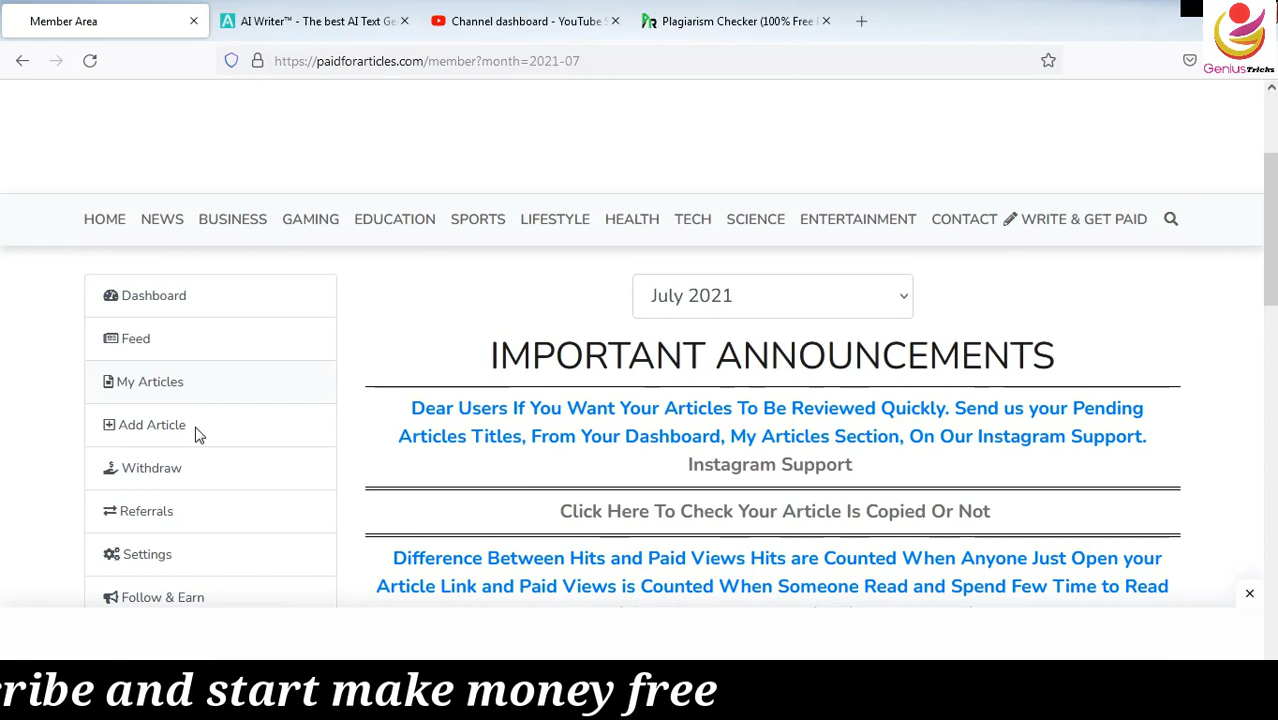 Member Area
AI Writer™ - The best AI Text Ge
Channel dashboard - YouTube S
Plagiarism Checker (100% Free
https://paidforarticles.com/member?month=2021-07
GeniusTricks
HOME NEWS BUSINESS GAMING EDUCATION SPORTS LIFESTYLE HEALTH TECH SCIENCE ENTERTAINMENT CONTACT WRITE & GET PAID
Dashboard
Feed
My Articles
Add Article
Withdraw
Referrals
Settings
Follow & Earn
July 2021
IMPORTANT ANNOUNCEMENTS
Dear Users If You Want Your Articles To Be Reviewed Quickly. Send us your Pending
Articles Titles, From Your Dashboard, My Articles Section, On Our Instagram Support.
Instagram Support
Click Here To Check Your Article Is Copied Or Not
Difference Between Hits and Paid Views Hits are Counted When Anyone Just Open your
Article Link and Paid Views is Counted When Someone Read and Spend Few Time to Read
cribe and start make money free